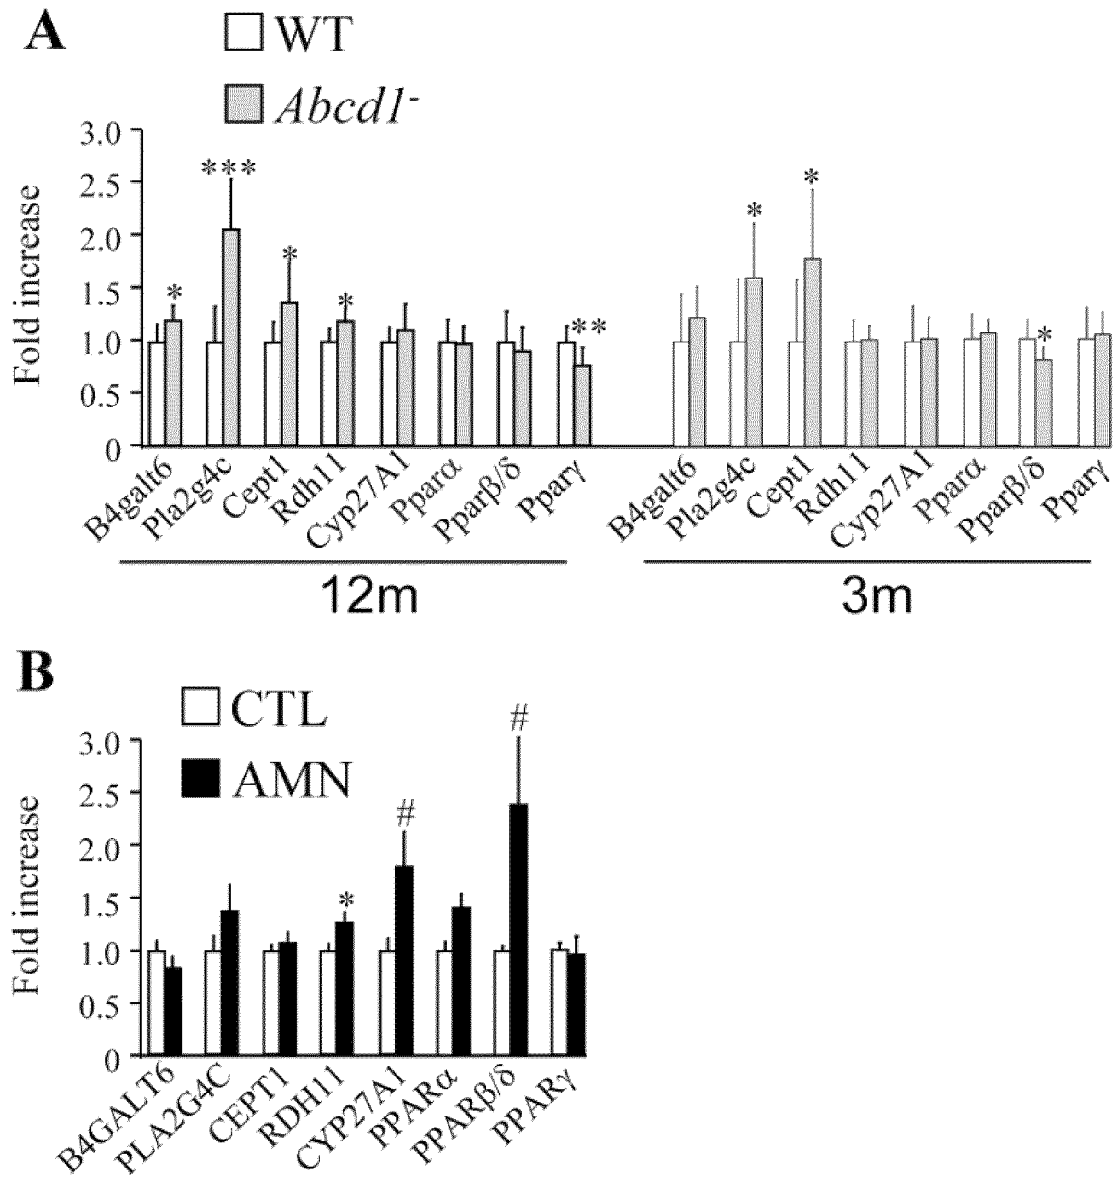 A
WT
Abcd1-
3.0
2.5
2.0
1.5
1.0
0.5
0
Fold increase
***
*
*
*
**
*
*
*
B4galt6
Pla2g4c
Cept1
Rdh11
Cyp27A1
Pparα
Pparβ/δ
Pparγ
B4galt6
Pla2g4c
Cept1
Rdh11
Cyp27A1
Pparα
Pparβ/δ
Pparγ
12m
3m
B
CTL
AMN
3.0
2.5
2.0
1.5
1.0
0.5
0
Fold increase
*
#
#
B4GALT6
PLA2G4C
CEPT1
RDH11
CYP27A1
PPARα
PPARβ/δ
PPARγ